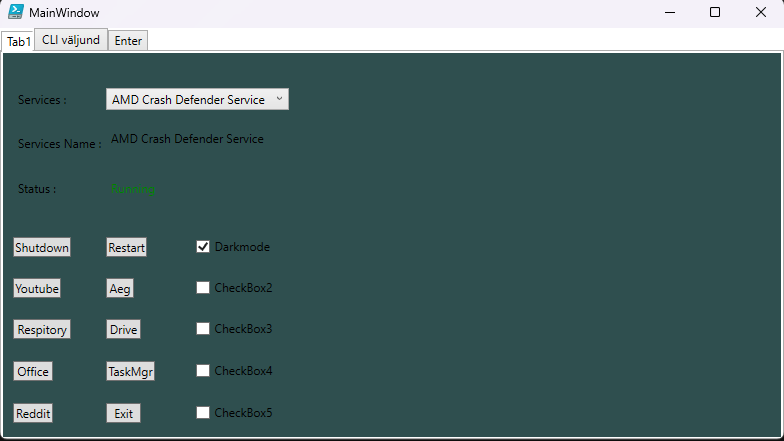 MainWindow
Tab1 CLI väljund Enter
Services : AMD Crash Defender Service
Services Name : AMD Crash Defender Service
Status : Running
Shutdown Restart Darkmode
Youtube Aeg CheckBox2
Respitory Drive CheckBox3
Office TaskMgr CheckBox4
Reddit Exit CheckBox5